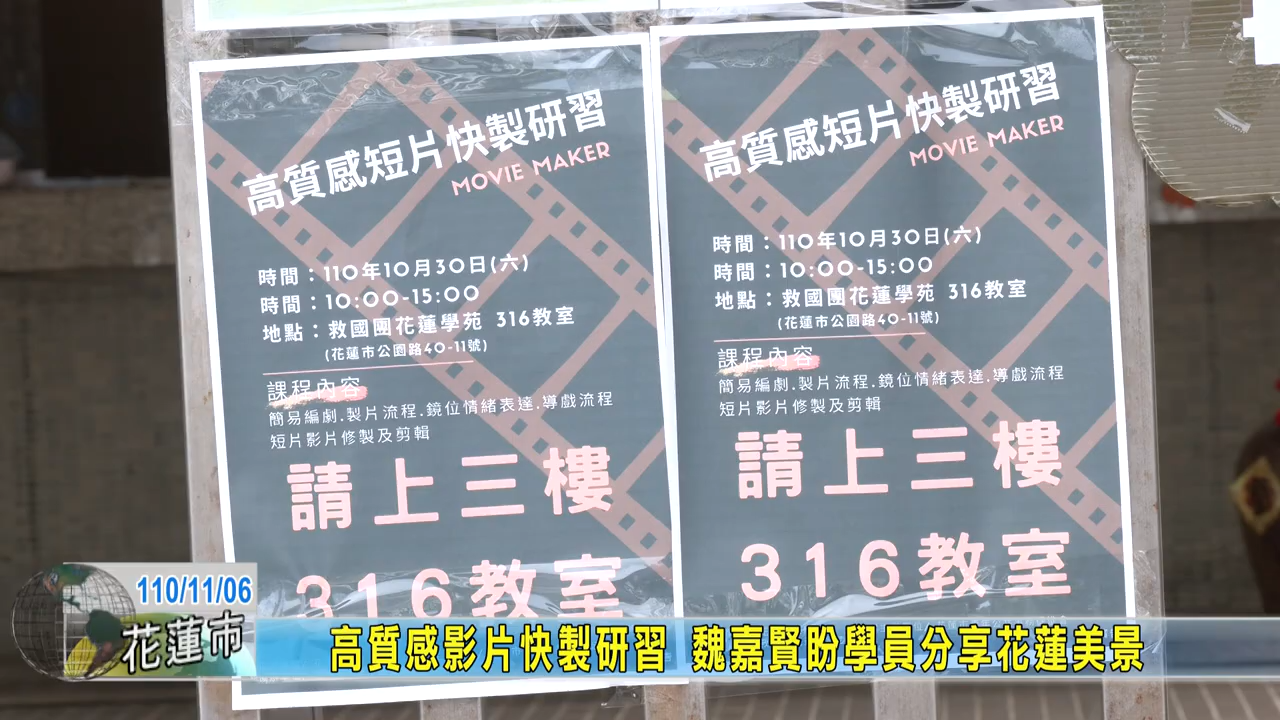 高質感短片快製研習
MOVIE MAKER
時間：110年10月30日(六)
時間：10:00-15:00
地點：救國團花蓮學苑 316教室
(花蓮市公園路40-11號)
課程內容
簡易編劇.製片流程.鏡位情緒表達.導戲流程
短片影片修製及剪輯
請上三樓
316教室
高質感短片快製研習
MOVIE MAKER
時間：110年10月30日(六)
時間：10:00-15:00
地點：救國團花蓮學苑 316教室
(花蓮市公園路40-11號)
課程內容
簡易編劇.製片流程.鏡位情緒表達.導戲流程
短片影片修製及剪輯
請上三樓
316教室
110/11/06
花蓮市
高質感影片快製研習 魏嘉賢盼學員分享花蓮美景